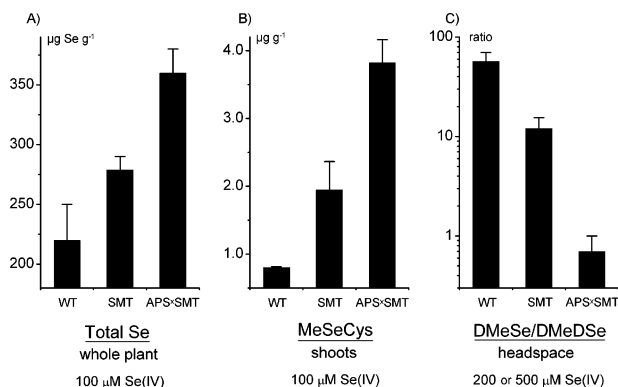 A)
µg Se g⁻¹
350
300
250
200
WT
SMT
APSˣSMT
Total Se
whole plant
100 µM Se(IV)
B)
µg g⁻¹
4.0
3.0
2.0
1.0
WT
SMT
APSˣSMT
MeSeCys
shoots
100 µM Se(IV)
C)
ratio
100
10
1
WT
SMT
APSˣSMT
DMeSe/DMeDSe
headspace
200 or 500 µM Se(IV)